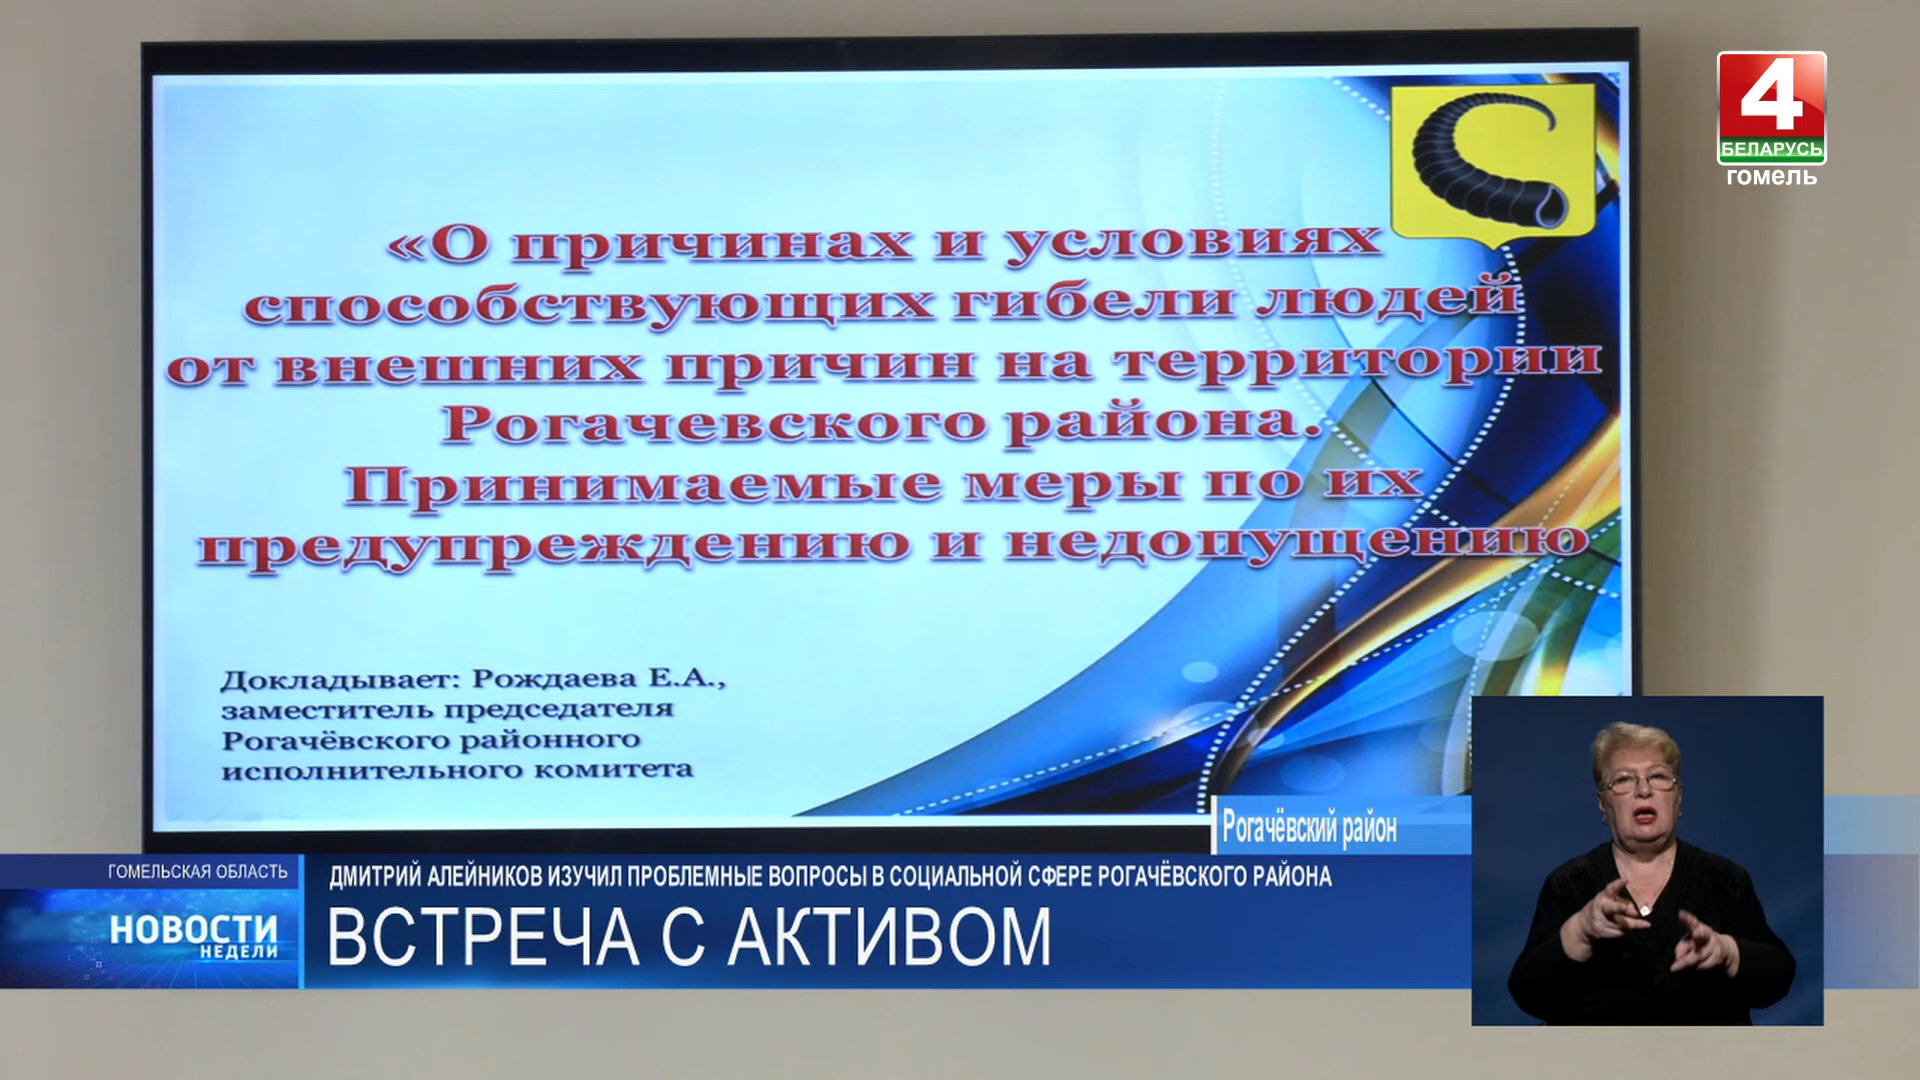 4
БЕЛАРУСЬ
гомель
«О причинах и условиях
способствующих гибели людей
от внешних причин на территории
Рогачевского района.
Принимаемые меры по их
предупреждению и недопущению
Докладывает: Рождаева Е.А.,
заместитель председателя
Рогачёвского районного
исполнительного комитета
Рогачёвский район
ГОМЕЛЬСКАЯ ОБЛАСТЬ
ДМИТРИЙ АЛЕЙНИКОВ ИЗУЧИЛ ПРОБЛЕМНЫЕ ВОПРОСЫ В СОЦИАЛЬНОЙ СФЕРЕ РОГАЧЁВСКОГО РАЙОНА
НОВОСТИ
НЕДЕЛИ
ВСТРЕЧА С АКТИВОМ